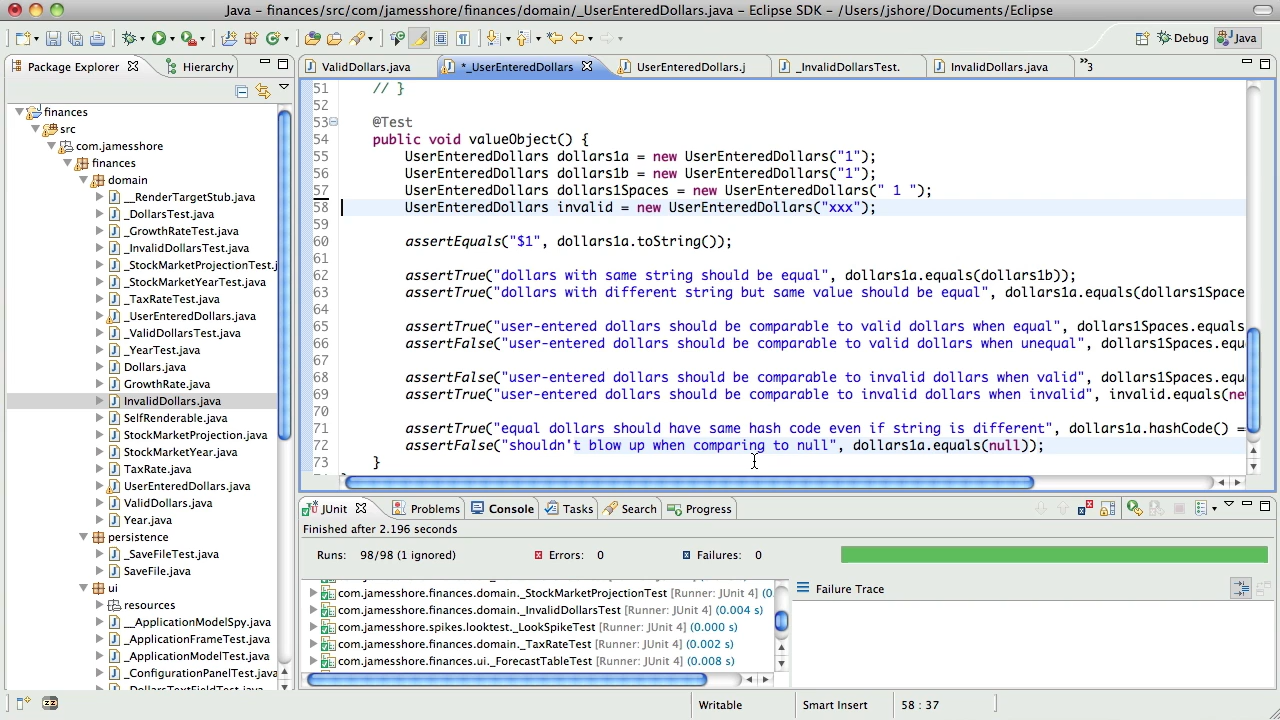 Java – finances/src/com/jamesshore/finances/domain/_UserEnteredDollars.java – Eclipse SDK – /Users/jshore/Documents/Eclipse
Debug
Java
Package Explorer
Hierarchy
ValidDollars.java
*_UserEnteredDollars
UserEnteredDollars.j
_InvalidDollarsTest.
InvalidDollars.java
»3
finances
src
com.jamesshore
finances
domain
__RenderTargetStub.java
_DollarsTest.java
_GrowthRateTest.java
_InvalidDollarsTest.java
_StockMarketProjectionTest.j
_StockMarketYearTest.java
_TaxRateTest.java
_UserEnteredDollars.java
_ValidDollarsTest.java
_YearTest.java
Dollars.java
GrowthRate.java
InvalidDollars.java
SelfRenderable.java
StockMarketProjection.java
StockMarketYear.java
TaxRate.java
UserEnteredDollars.java
ValidDollars.java
Year.java
persistence
_SaveFileTest.java
SaveFile.java
ui
resources
__ApplicationModelSpy.java
_ApplicationFrameTest.java
_ApplicationModelTest.java
_ConfigurationPanelTest.java
_DollarsTextFieldTest.java
51 // }
52
53 @Test
54 public void valueObject() {
55 UserEnteredDollars dollars1a = new UserEnteredDollars("1");
56 UserEnteredDollars dollars1b = new UserEnteredDollars("1");
57 UserEnteredDollars dollars1Spaces = new UserEnteredDollars(" 1 ");
58 UserEnteredDollars invalid = new UserEnteredDollars("xxx");
59
60 assertEquals("$1", dollars1a.toString());
61
62 assertTrue("dollars with same string should be equal", dollars1a.equals(dollars1b));
63 assertTrue("dollars with different string but same value should be equal", dollars1a.equals(dollars1Space
64
65 assertTrue("user-entered dollars should be comparable to valid dollars when equal", dollars1Spaces.equals
66 assertFalse("user-entered dollars should be comparable to valid dollars when unequal", dollars1Spaces.equ
67
68 assertFalse("user-entered dollars should be comparable to invalid dollars when valid", dollars1Spaces.equ
69 assertTrue("user-entered dollars should be comparable to invalid dollars when invalid", invalid.equals(new
70
71 assertTrue("equal dollars should have same hash code even if string is different", dollars1a.hashCode() =
72 assertFalse("shouldn't blow up when comparing to null", dollars1a.equals(null));
73 }
JUnit
Problems
Console
Tasks
Search
Progress
Finished after 2.196 seconds
Runs: 98/98 (1 ignored)
Errors: 0
Failures: 0
com.jamesshore.finances.domain._StockMarketProjectionTest [Runner: JUnit 4] (0
com.jamesshore.finances.domain._InvalidDollarsTest [Runner: JUnit 4] (0.004 s)
com.jamesshore.spikes.looktest._LookSpikeTest [Runner: JUnit 4] (0.000 s)
com.jamesshore.finances.domain._TaxRateTest [Runner: JUnit 4] (0.002 s)
com.jamesshore.finances.ui._ForecastTableTest [Runner: JUnit 4] (0.008 s)
Failure Trace
Writable
Smart Insert
58 : 37